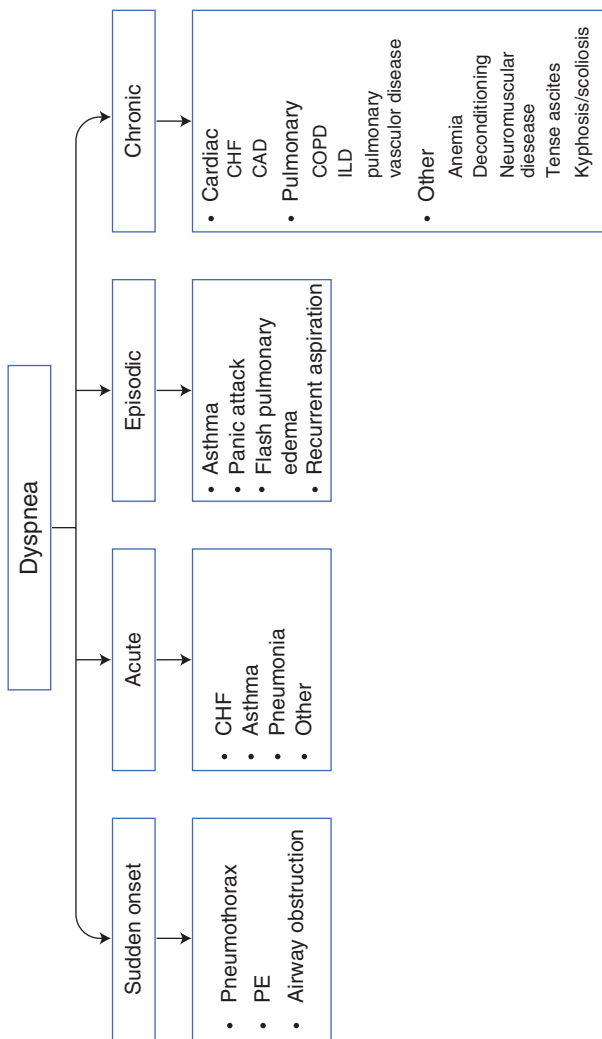 Dyspnea
Sudden onset
• Pneumothorax
• PE
• Airway obstruction
Acute
• CHF
• Asthma
• Pneumonia
• Other
Episodic
• Asthma
• Panic attack
• Flash pulmonary
edema
• Recurrent aspiration
Chronic
• Cardiac
CHF
CAD
• Pulmonary
COPD
ILD
pulmonary
vasculor disease
• Other
Anemia
Deconditioning
Neuromuscular
diesease
Tense ascites
Kyphosis/scoliosis